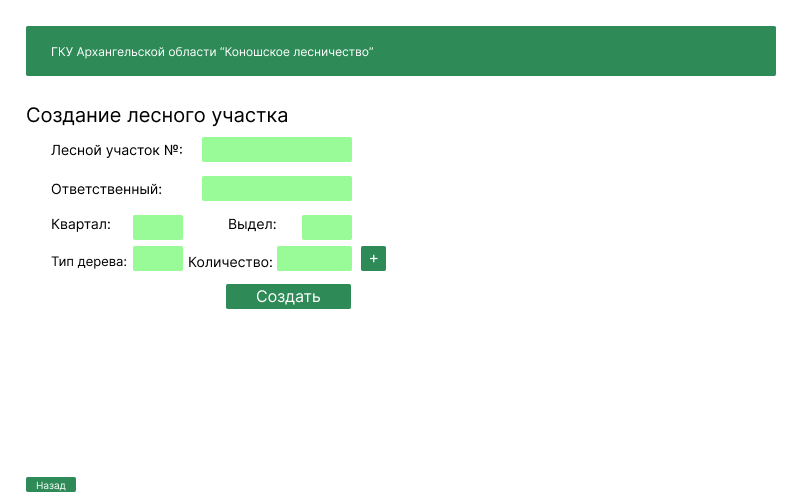 ГКУ Архангельской области “Коношское лесничество”
Создание лесного участка
Лесной участок №:
Ответственный:
Квартал: Выдел:
Тип дерева: Количество: +
Создать
Назад